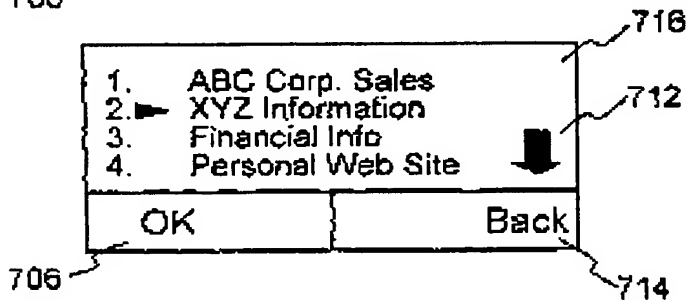 716
1. ABC Corp. Sales
2. XYZ Information
712
3. Financial Info
4. Personal Web Site
OK Back
706
714